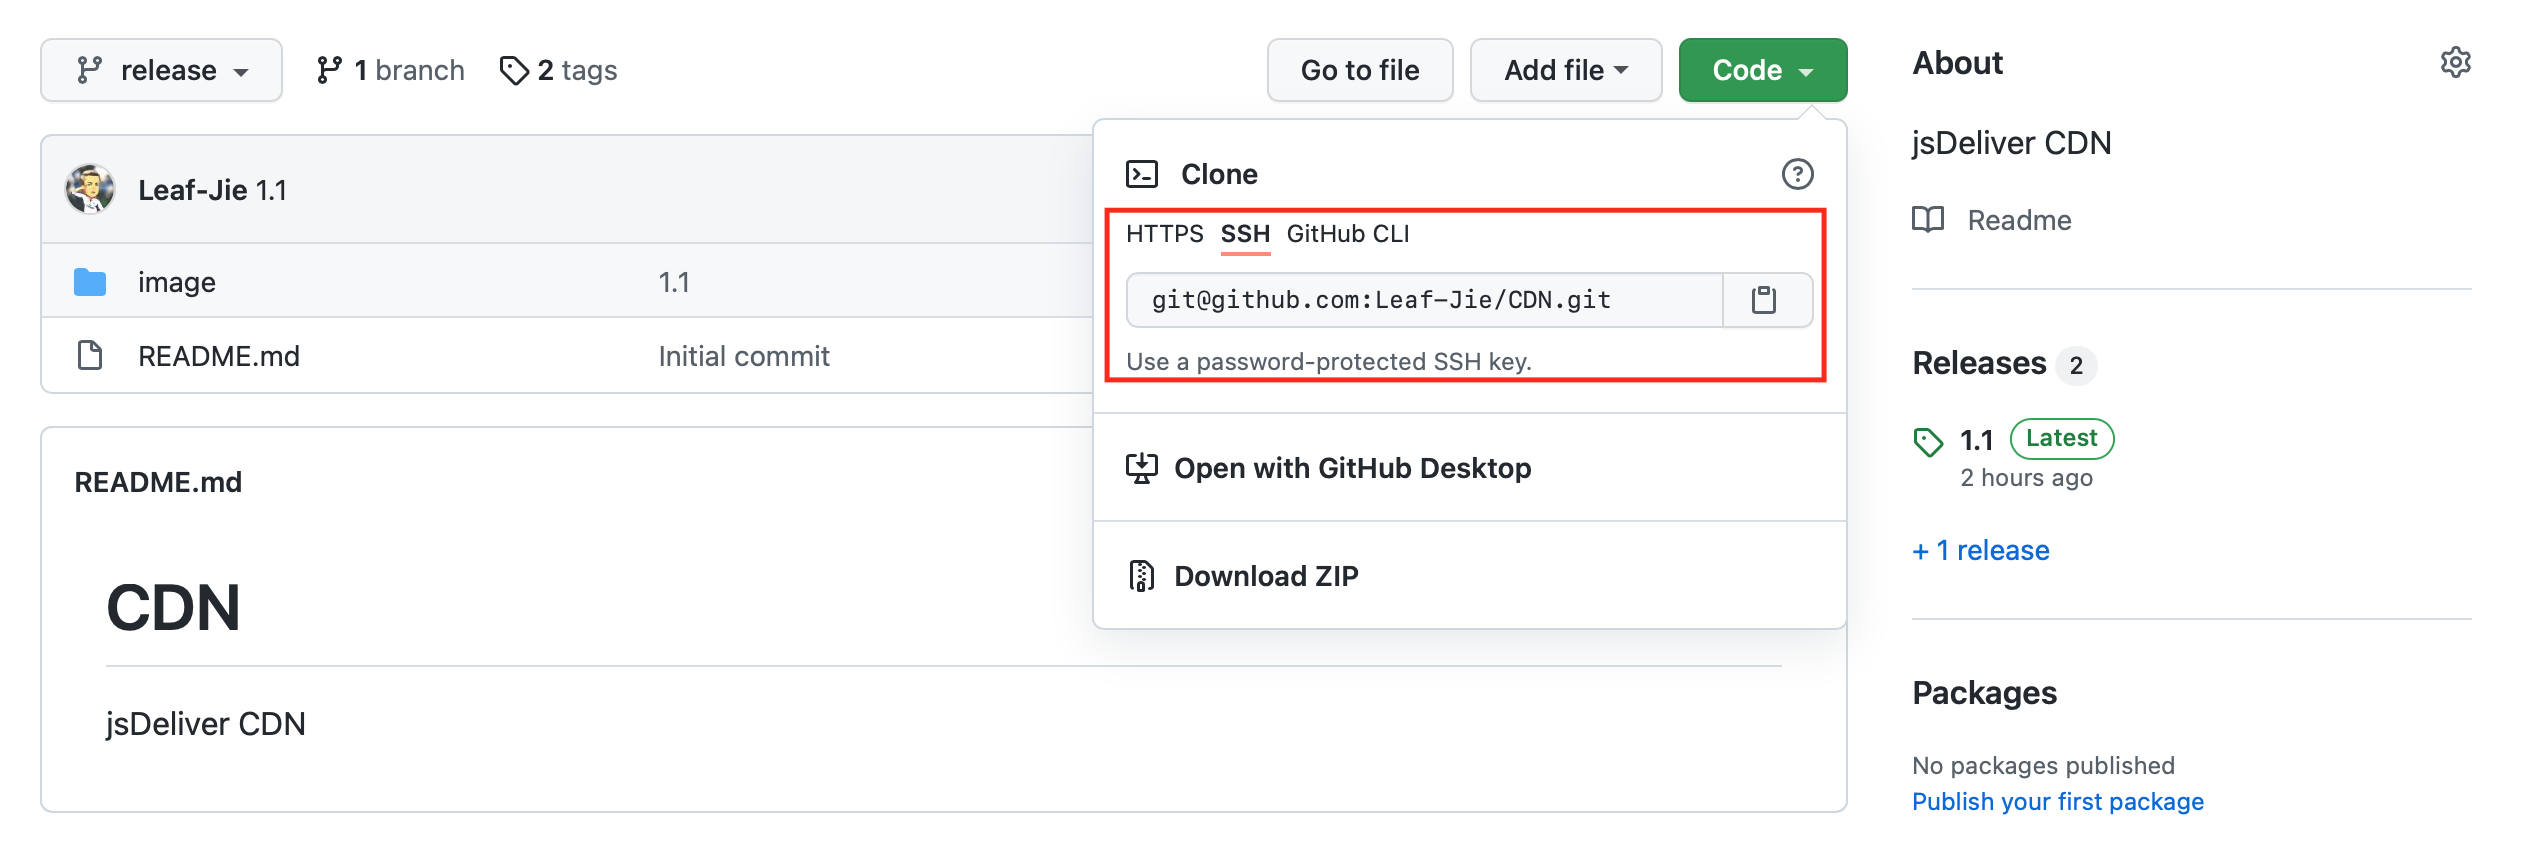 release
1 branch
2 tags
Go to file
Add file
Code
Leaf-Jie 1.1
image
1.1
README.md
Initial commit
Clone
HTTPS SSH GitHub CLI
git@github.com:Leaf-Jie/CDN.git
Use a password-protected SSH key.
Open with GitHub Desktop
Download ZIP
README.md
CDN
jsDeliver CDN
About
jsDeliver CDN
Readme
Releases 2
1.1 Latest
2 hours ago
+ 1 release
Packages
No packages published
Publish your first package